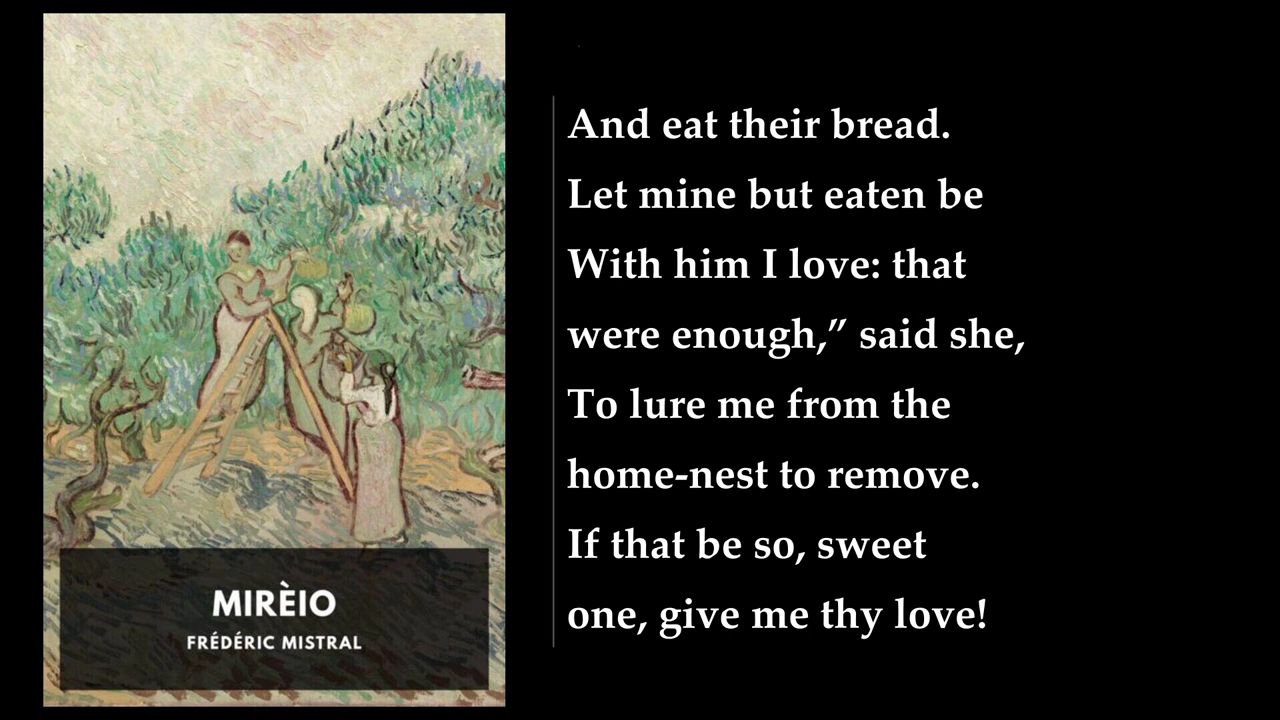 MIRÈIO
FRÉDÉRIC MISTRAL
And eat their bread.
Let mine but eaten be
With him I love: that
were enough,” said she,
To lure me from the
home-nest to remove.
If that be so, sweet
one, give me thy love!